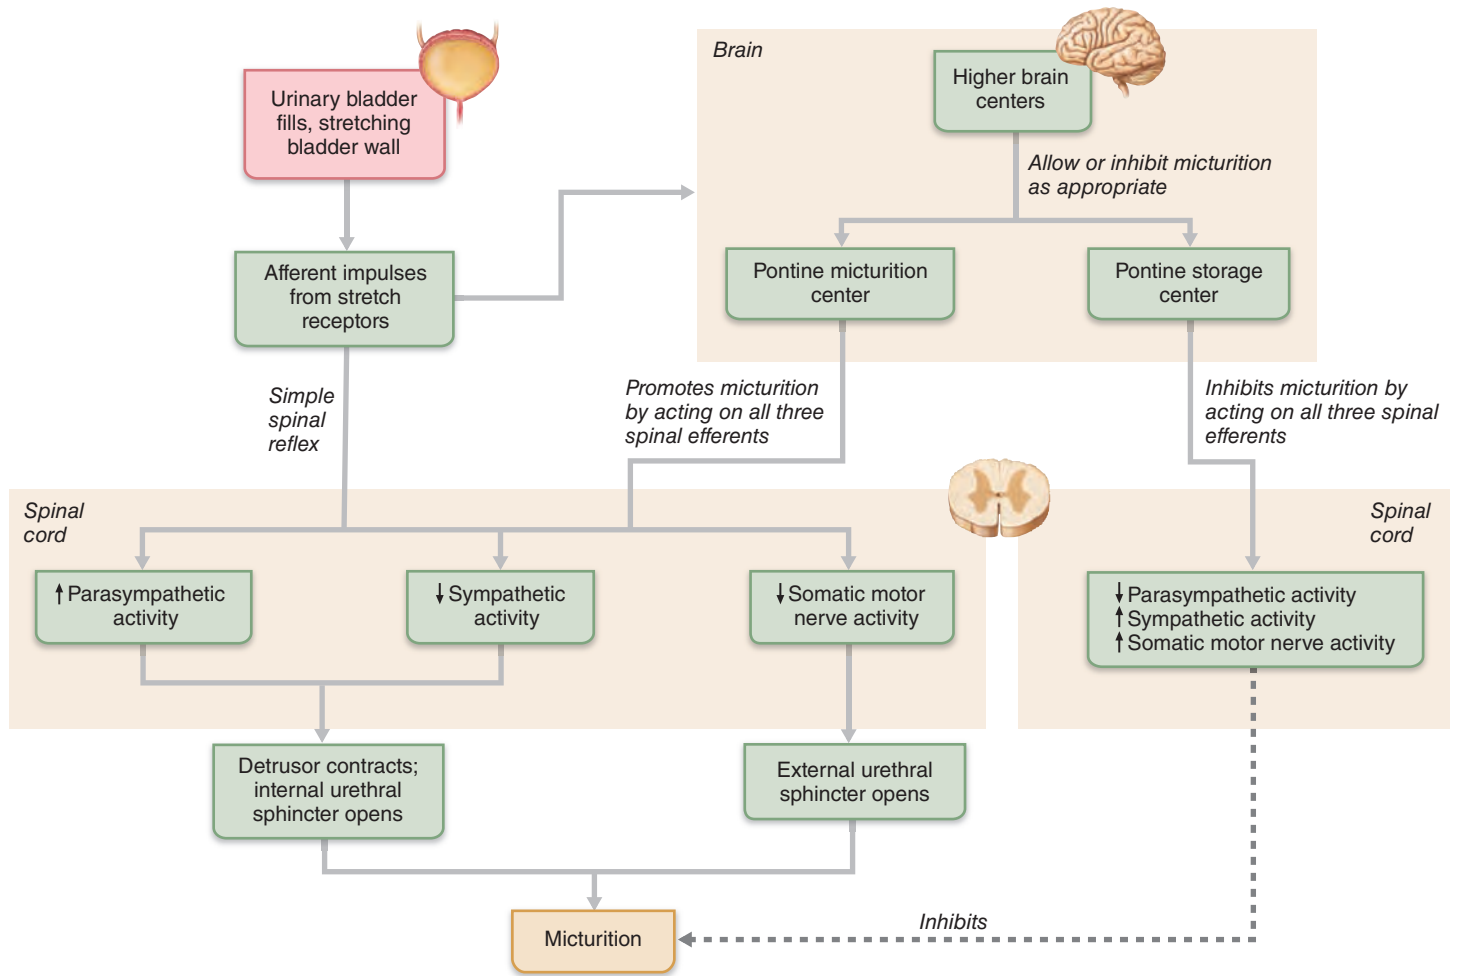 Brain
Higher brain
centers
Urinary bladder
fills, stretching
bladder wall
Allow or inhibit micturition
as appropriate
Afferent impulses
from stretch
receptors
Pontine micturition
center
Pontine storage
center
Simple
spinal
reflex
Promotes micturition
by acting on all three
spinal efferents
Inhibits micturition by
acting on all three spinal
efferents
Spinal
cord
Spinal
cord
↑ Parasympathetic
activity
↓ Sympathetic
activity
↓ Somatic motor
nerve activity
↓ Parasympathetic activity
↑ Sympathetic activity
↑ Somatic motor nerve activity
Detrusor contracts;
internal urethral
sphincter opens
External urethral
sphincter opens
Inhibits
Micturition